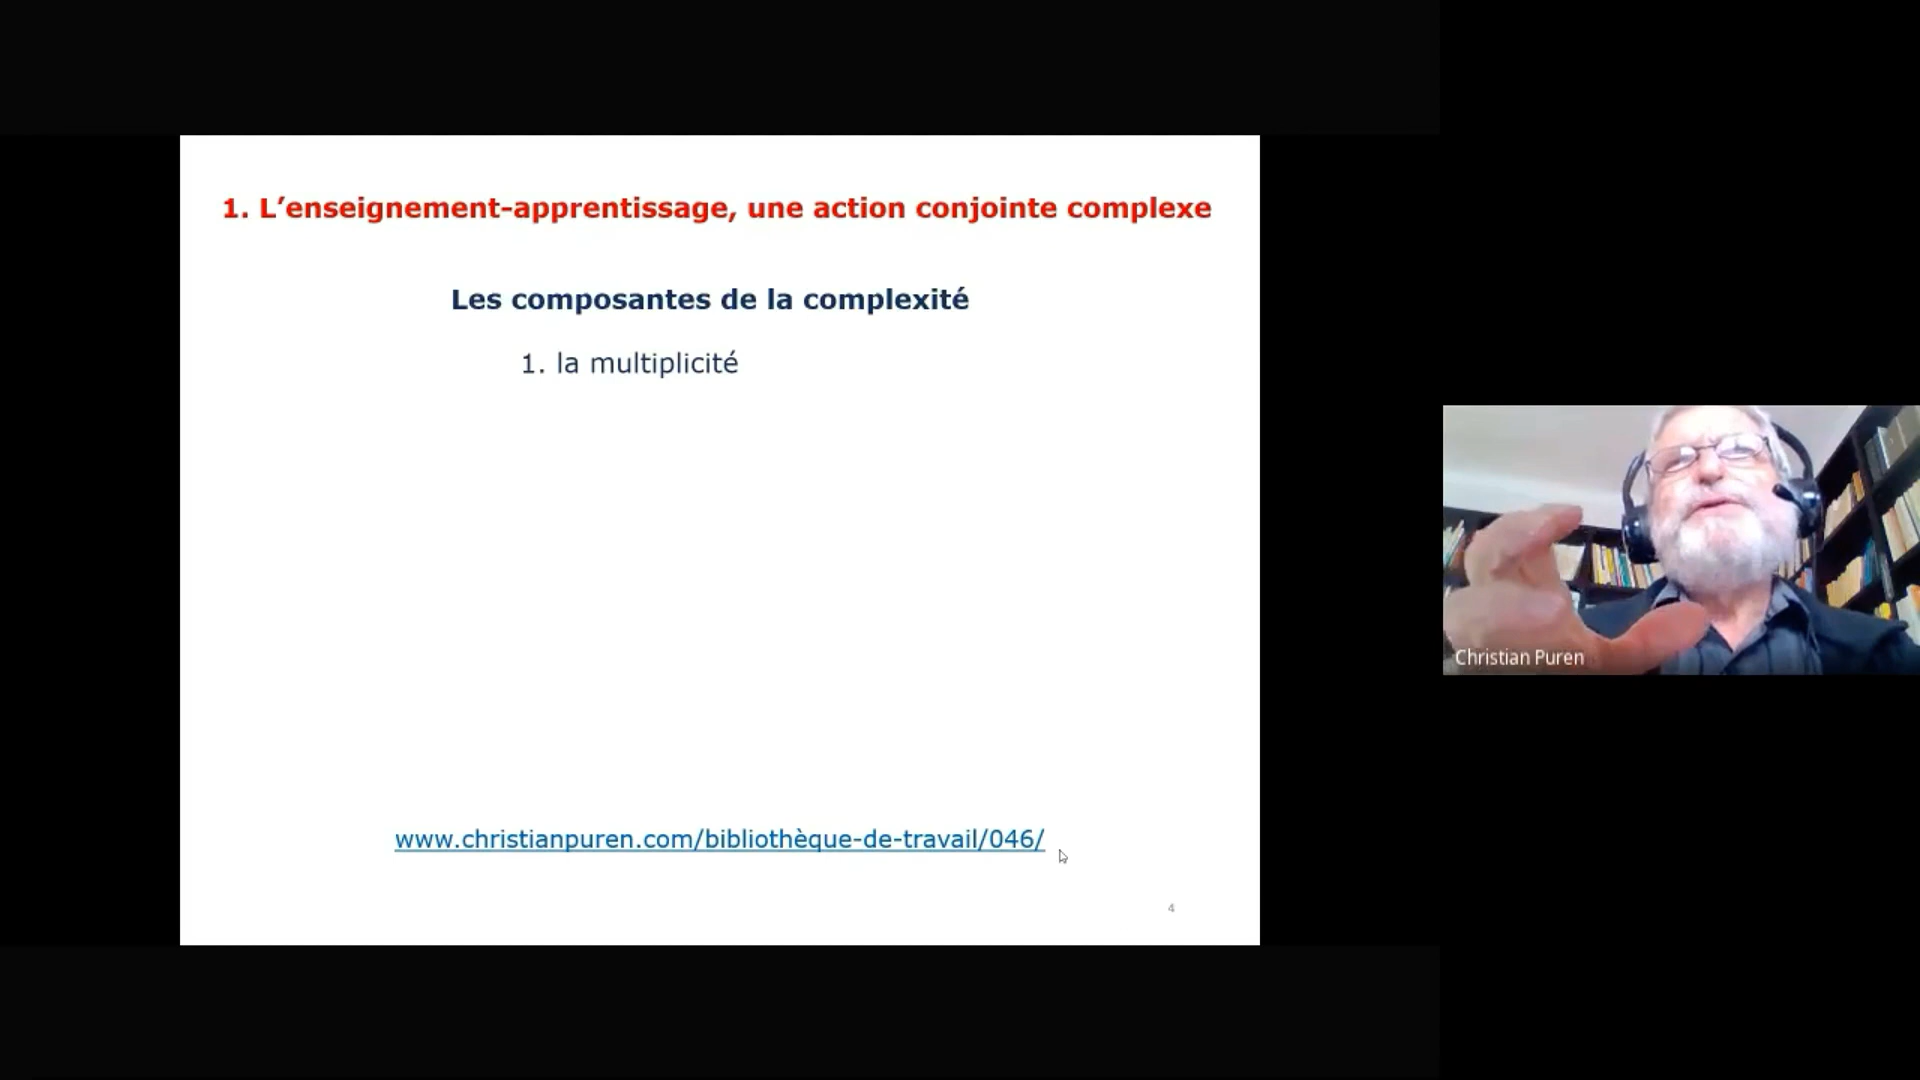 1. L’enseignement-apprentissage, une action conjointe complexe
Les composantes de la complexité
1. la multiplicité
www.christianpuren.com/bibliothèque-de-travail/046/
4
Christian Puren